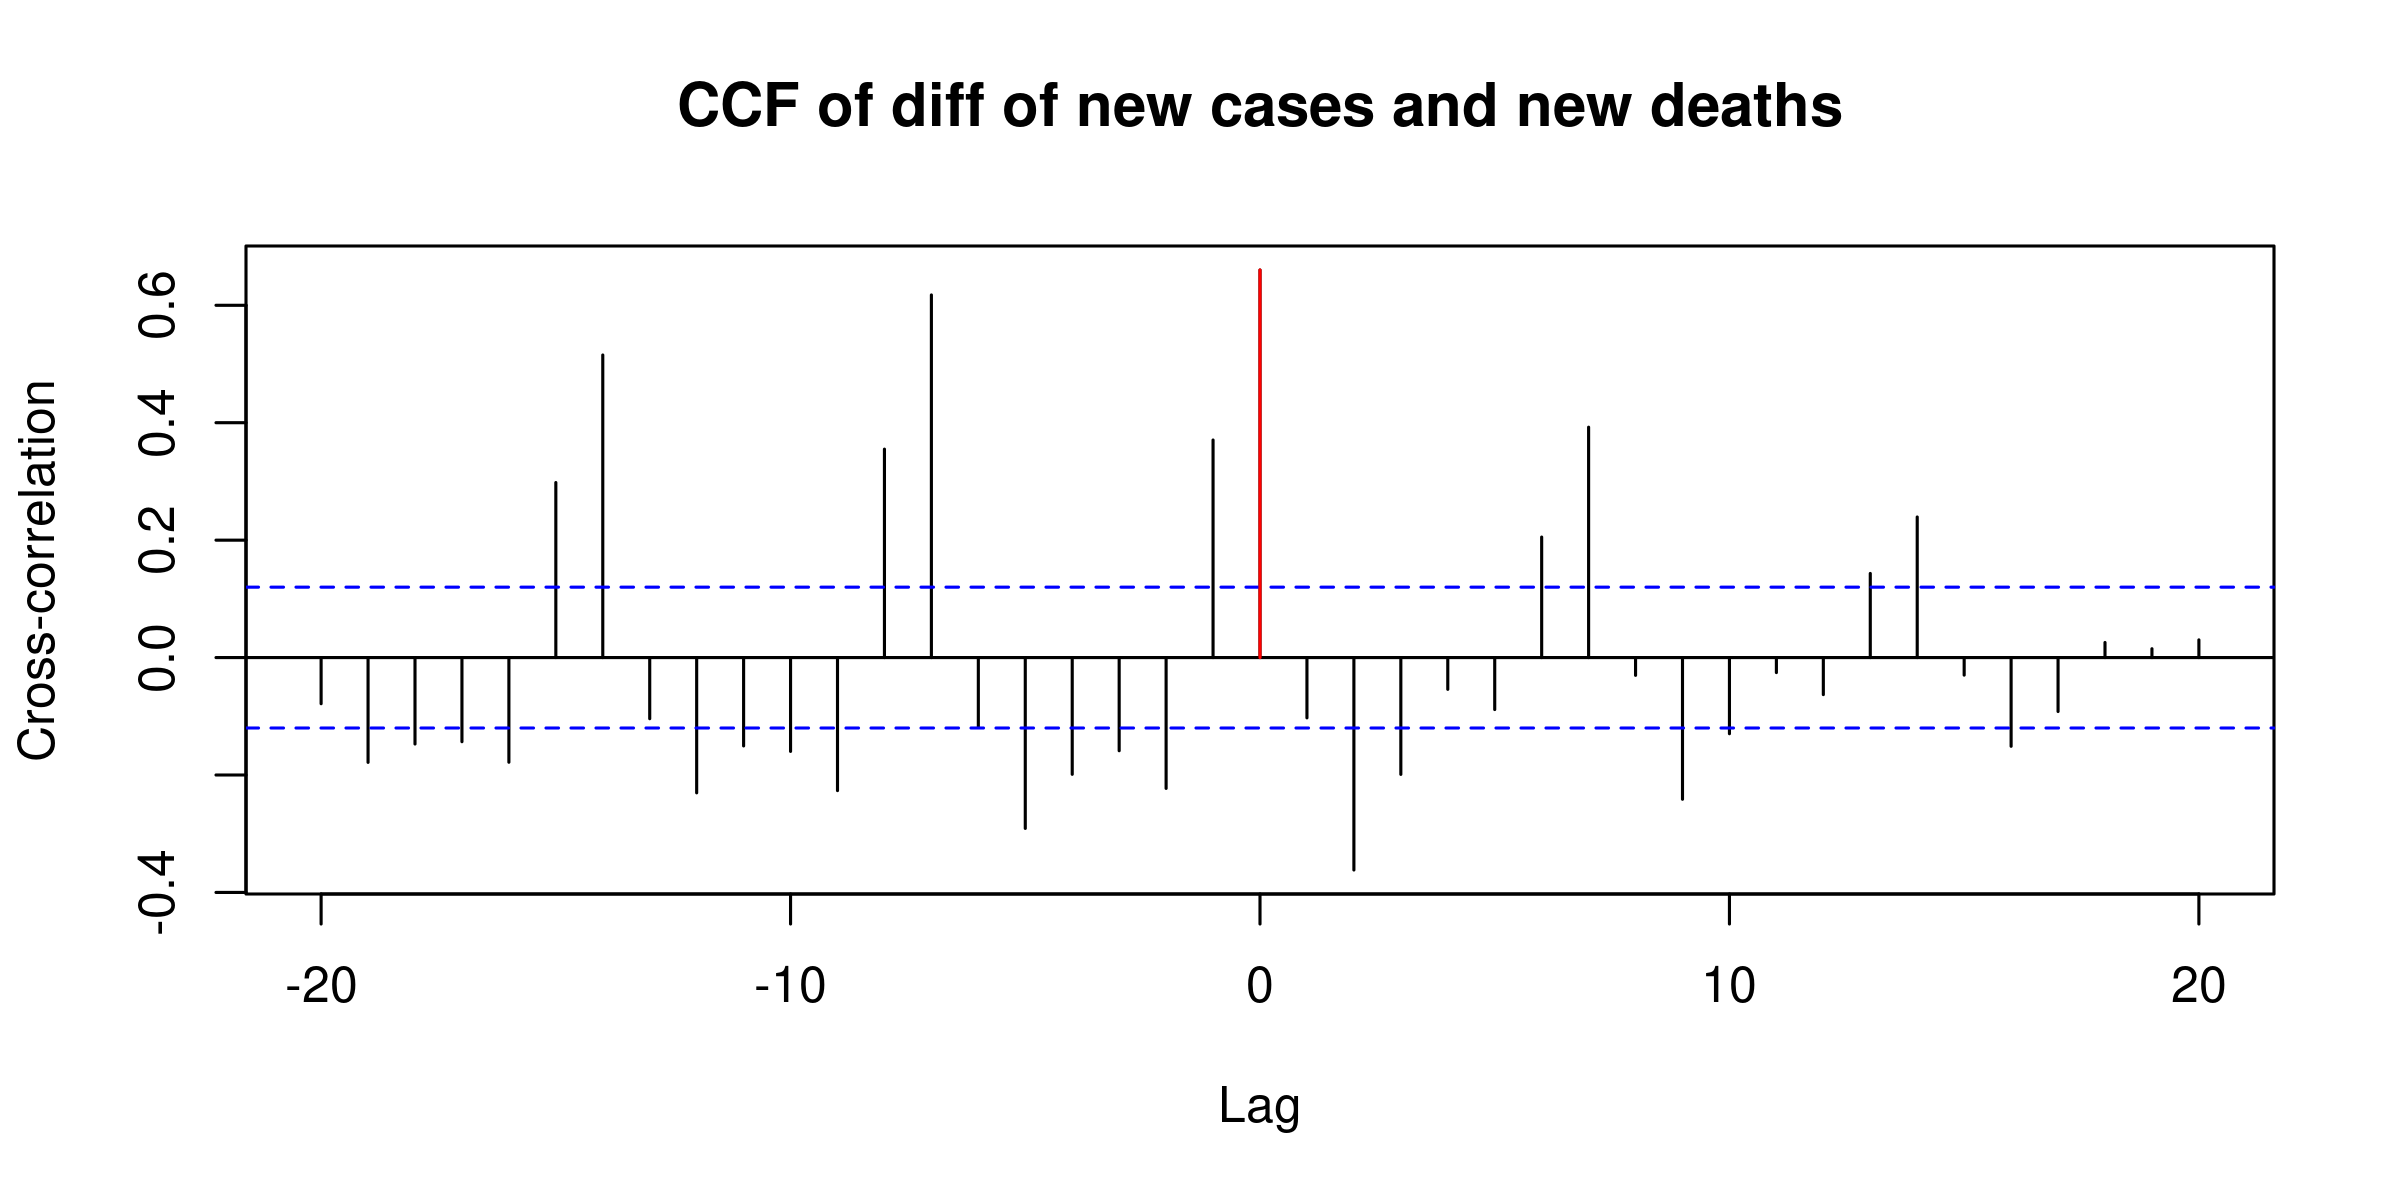 CCF of diff of new cases and new deaths
Cross-correlation
0.6
0.4
0.2
0.0
-0.4
-20 -10 0 10 20
Lag